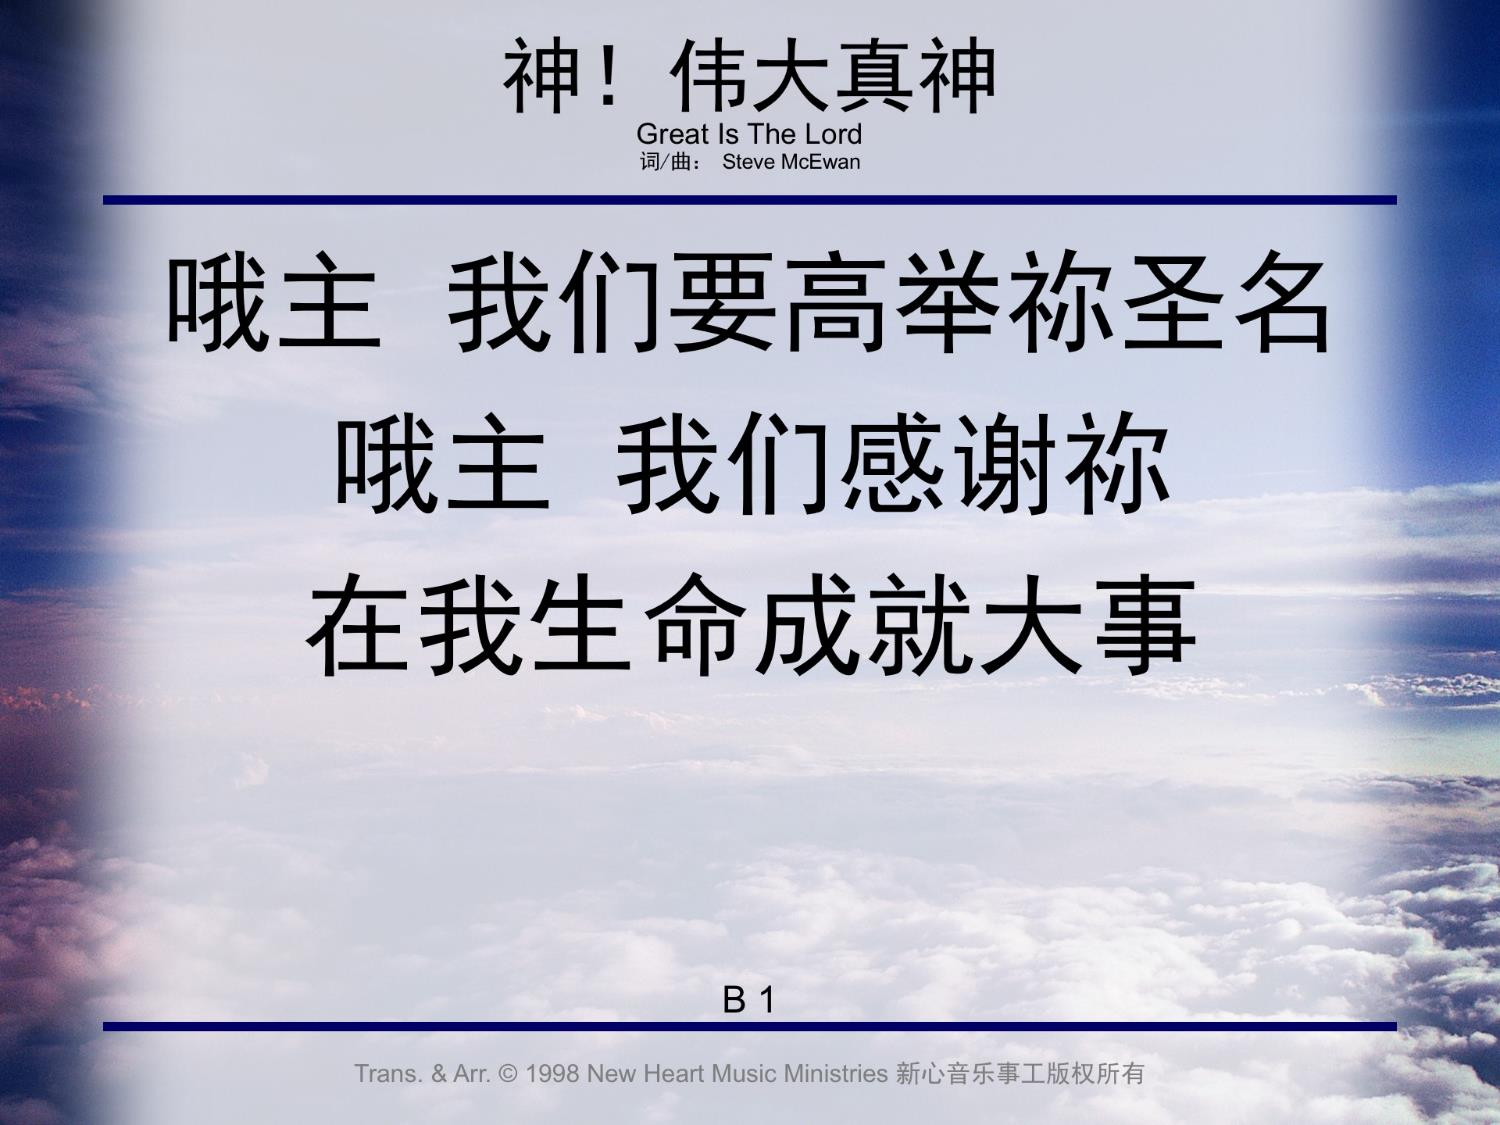 神！伟大真神
Great Is The Lord
词/曲： Steve McEwan
哦主 我们要高举祢圣名
哦主 我们感谢祢
在我生命成就大事
B 1
Trans. & Arr. © 1998 New Heart Music Ministries 新心音乐事工版权所有